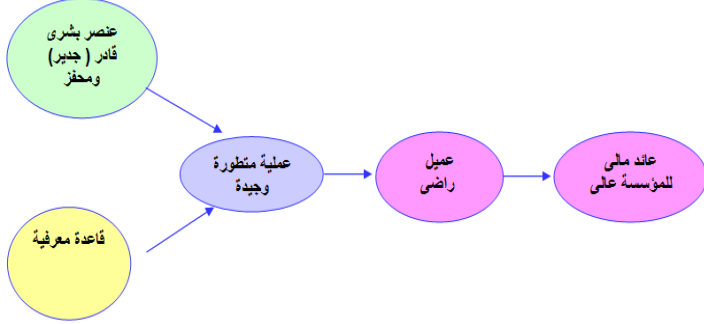 عنصر بشرى
قادر ( جدير)
ومحفز
عملية متطورة
وجيدة
عميل
راضى
عائد مالى
للمؤسسة عالى
قاعدة معرفية